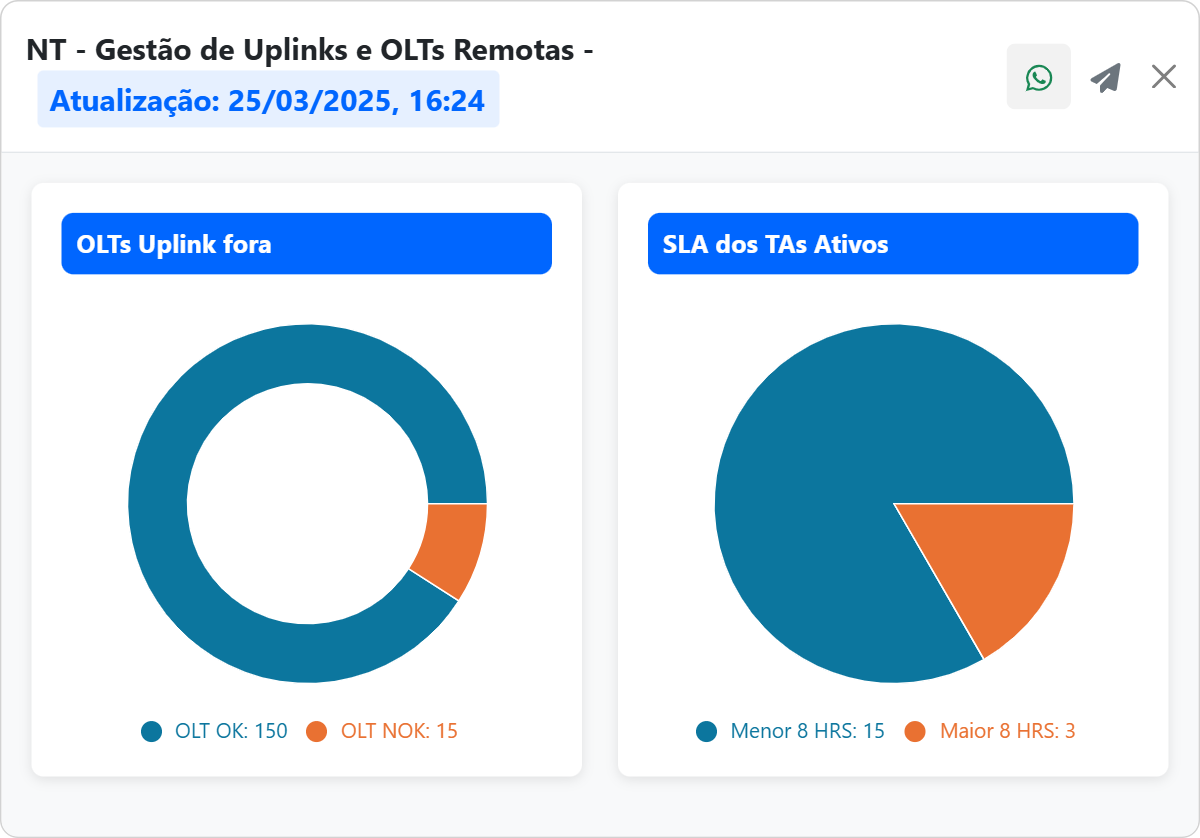 NT - Gestão de Uplinks e OLTs Remotas -
Atualização: 25/03/2025, 16:24
OLTs Uplink fora
OLT OK: 150 OLT NOK: 15
SLA dos TAs Ativos
Menor 8 HRS: 15 Maior 8 HRS: 3